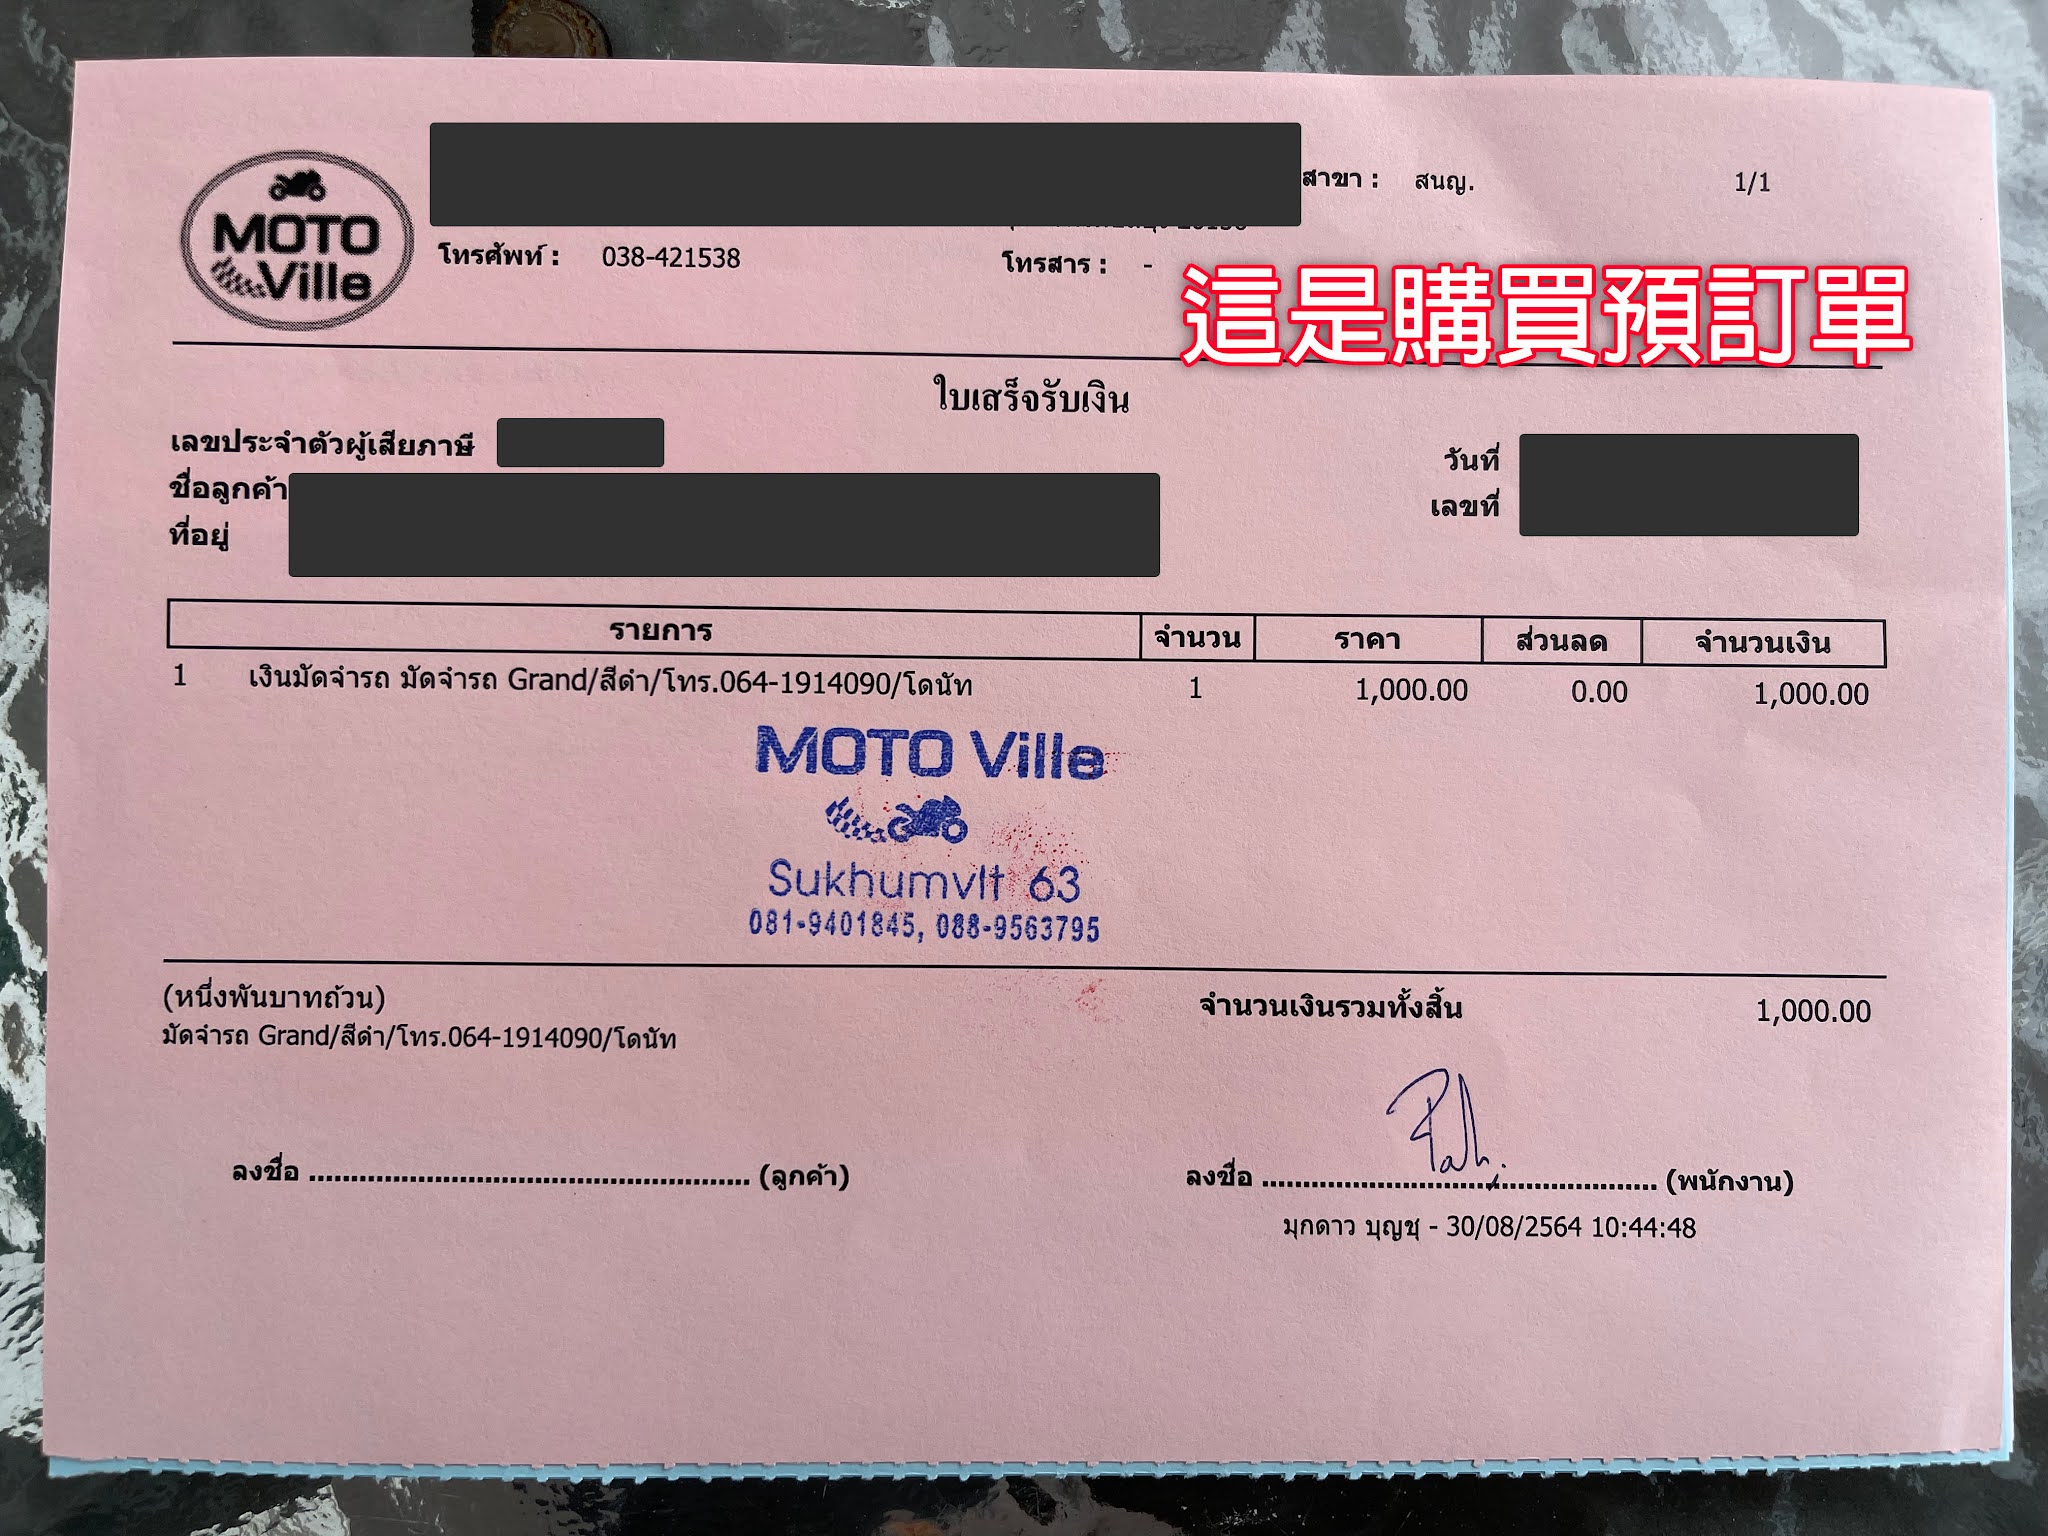 MOTO
Ville
สาขา : สนญ. 1/1
โทรศัพท์ : 038-421538 โทรสาร : -
這是購買預訂單
ใบเสร็จรับเงิน
เลขประจำตัวผู้เสียภาษี
วันที่
ชื่อลูกค้า
เลขที่
ที่อยู่
รายการ จำนวน ราคา ส่วนลด จำนวนเงิน
1 เงินมัดจำรถ มัดจำรถ Grand/สีดำ/โทร.064-1914090/โดนัท 1 1,000.00 0.00 1,000.00
MOTO Ville
Sukhumvit 63
081-9401845, 088-9563795
(หนึ่งพันบาทถ้วน) จำนวนเงินรวมทั้งสิ้น 1,000.00
มัดจำรถ Grand/สีดำ/โทร.064-1914090/โดนัท
ลงชื่อ ..................................................... (ลูกค้า) ลงชื่อ ................................................ (พนักงาน)
มุกดาว บุญชุ - 30/08/2564 10:44:48